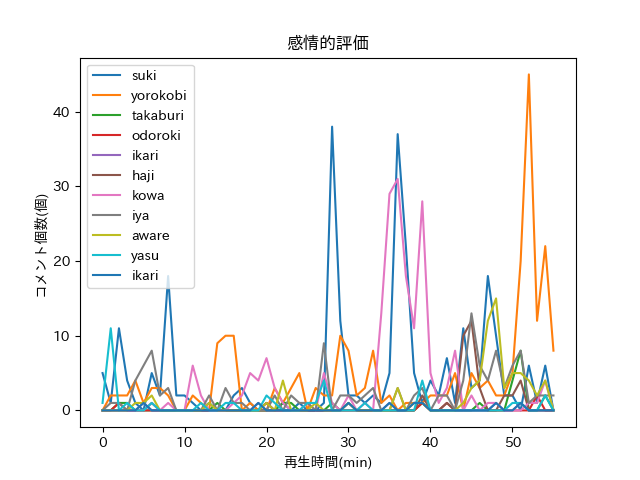 感情的評価
suki
yorokobi
takaburi
odoroki
ikari
haji
kowa
iya
aware
yasu
ikari
コメント個数(個)
40
30
20
10
0
0 10 20 30 40 50
再生時間(min)